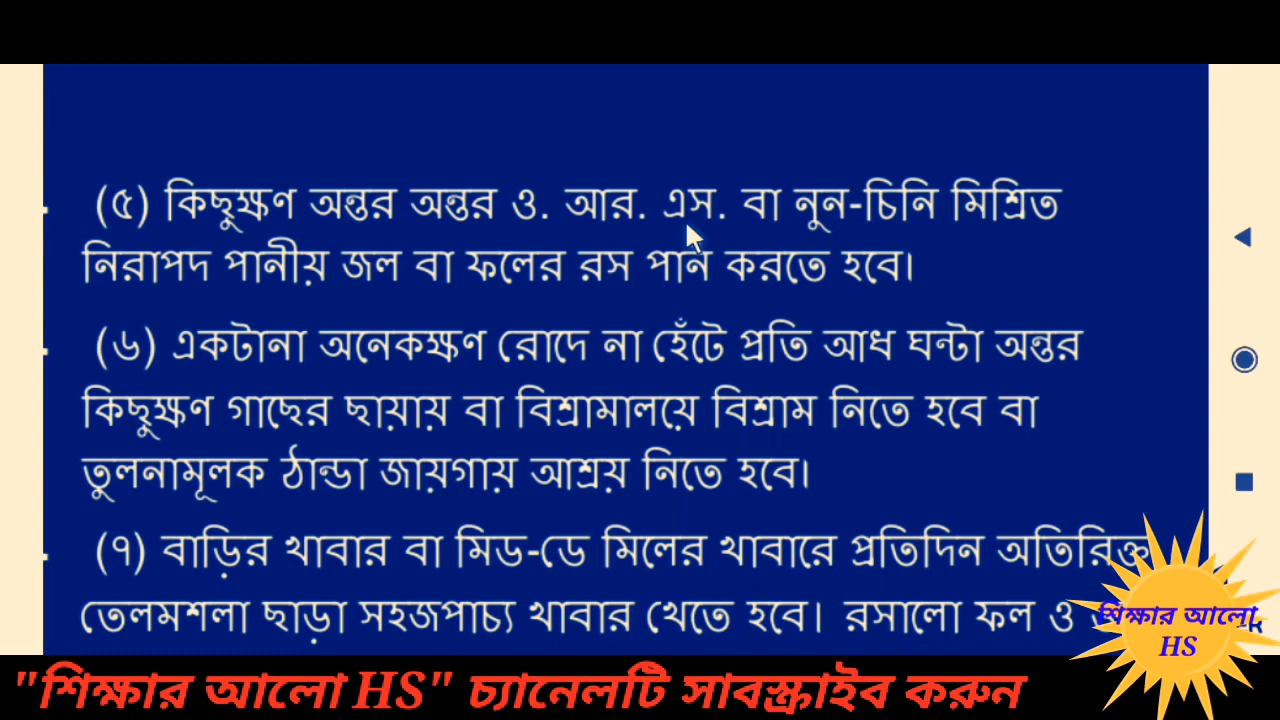 (৫) কিছুক্ষণ অন্তর অন্তর ও. আর. এস. বা নুন-চিনি মিশ্রিত
নিরাপদ পানীয় জল বা ফলের রস পান করতে হবে।
(৬) একটানা অনেকক্ষণ রোদে না হেঁটে প্রতি আধ ঘন্টা অন্তর
কিছুক্ষণ গাছের ছায়ায় বা বিশ্রামালয়ে বিশ্রাম নিতে হবে বা
তুলনামূলক ঠান্ডা জায়গায় আশ্রয় নিতে হবে।
(৭) বাড়ির খাবার বা মিড-ডে মিলের খাবারে প্রতিদিন অতিরিক্ত
তেলমশলা ছাড়া সহজপাচ্য খাবার খেতে হবে। রসালো ফল ও
শিক্ষার আলো
HS
"শিক্ষার আলো HS" চ্যানেলটি সাবস্ক্রাইব করুন